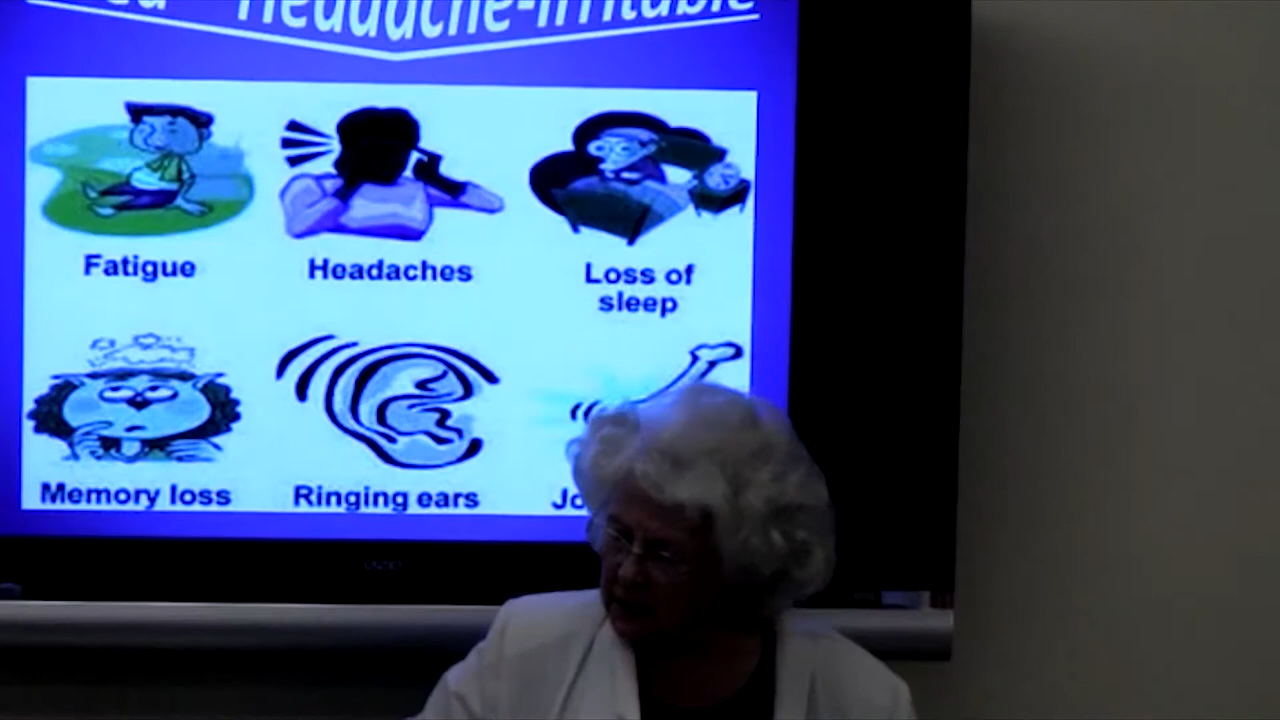 Headache-Irritable
Fatigue
Headaches
Loss of
sleep
Memory loss
Ringing ears